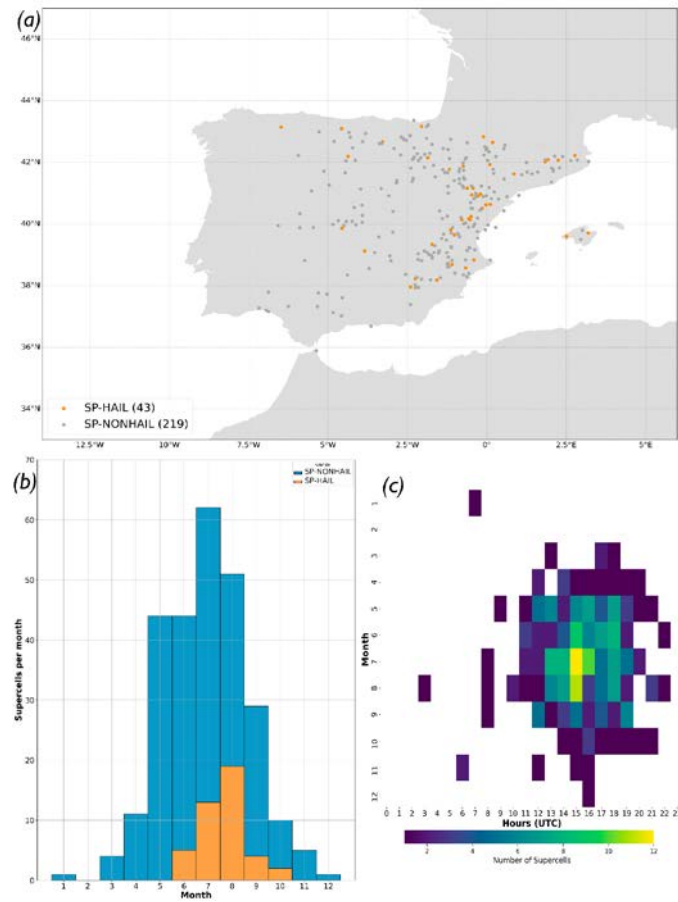 (a)
46°N
44°N
42°N
40°N
38°N
36°N
34°N
SP-HAIL (43)
SP-NONHAIL (219)
12.5°W 10°W 7.5°W 5°W 2.5°W 0°E 2.5°E 5°E
(b)
SP-NONHAIL
SP-HAIL
70
60
50
40
30
20
10
0
Supercells per month
1 2 3 4 5 6 7 8 9 10 11 12
Month
(c)
1
2
3
4
5
6
7
8
9
10
11
12
Month
0 1 2 3 4 5 6 7 8 9 10 11 12 13 14 15 16 17 18 19 20 21 22 23
Hours (UTC)
2 4 6 8 10 12
Number of Supercells